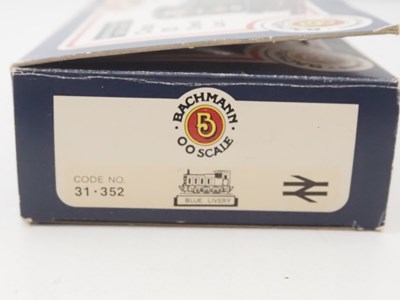 BACHMANN
B
OO SCALE
CODE NO.
31·352
BLUE LIVERY